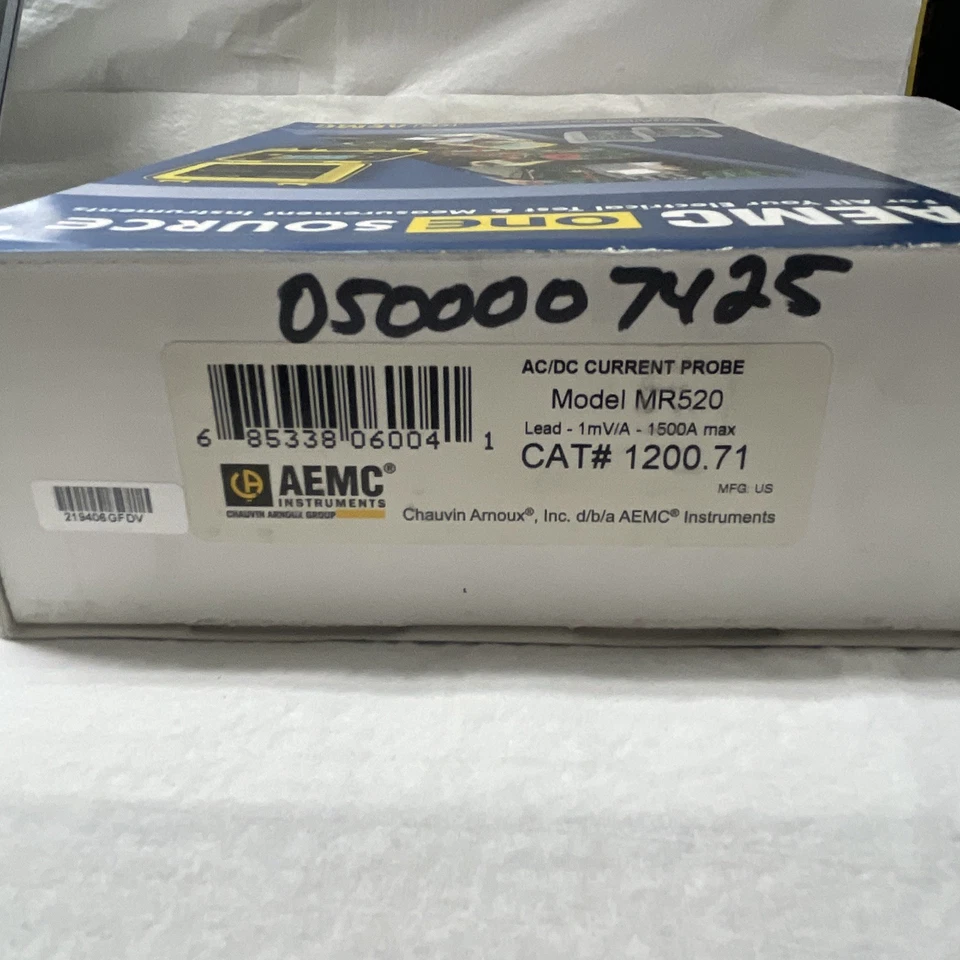 AEMC one SOURCE
For All Your Electrical Test & Measurement Instruments
0500007425
AC/DC CURRENT PROBE
Model MR520
Lead - 1mV/A - 1500A max
CAT# 1200.71
MFG: US
6 85338 06004 1
AEMC®
INSTRUMENTS
CHAUVIN ARNOUX GROUP
Chauvin Arnoux®, Inc. d/b/a AEMC® Instruments
219406GFDV